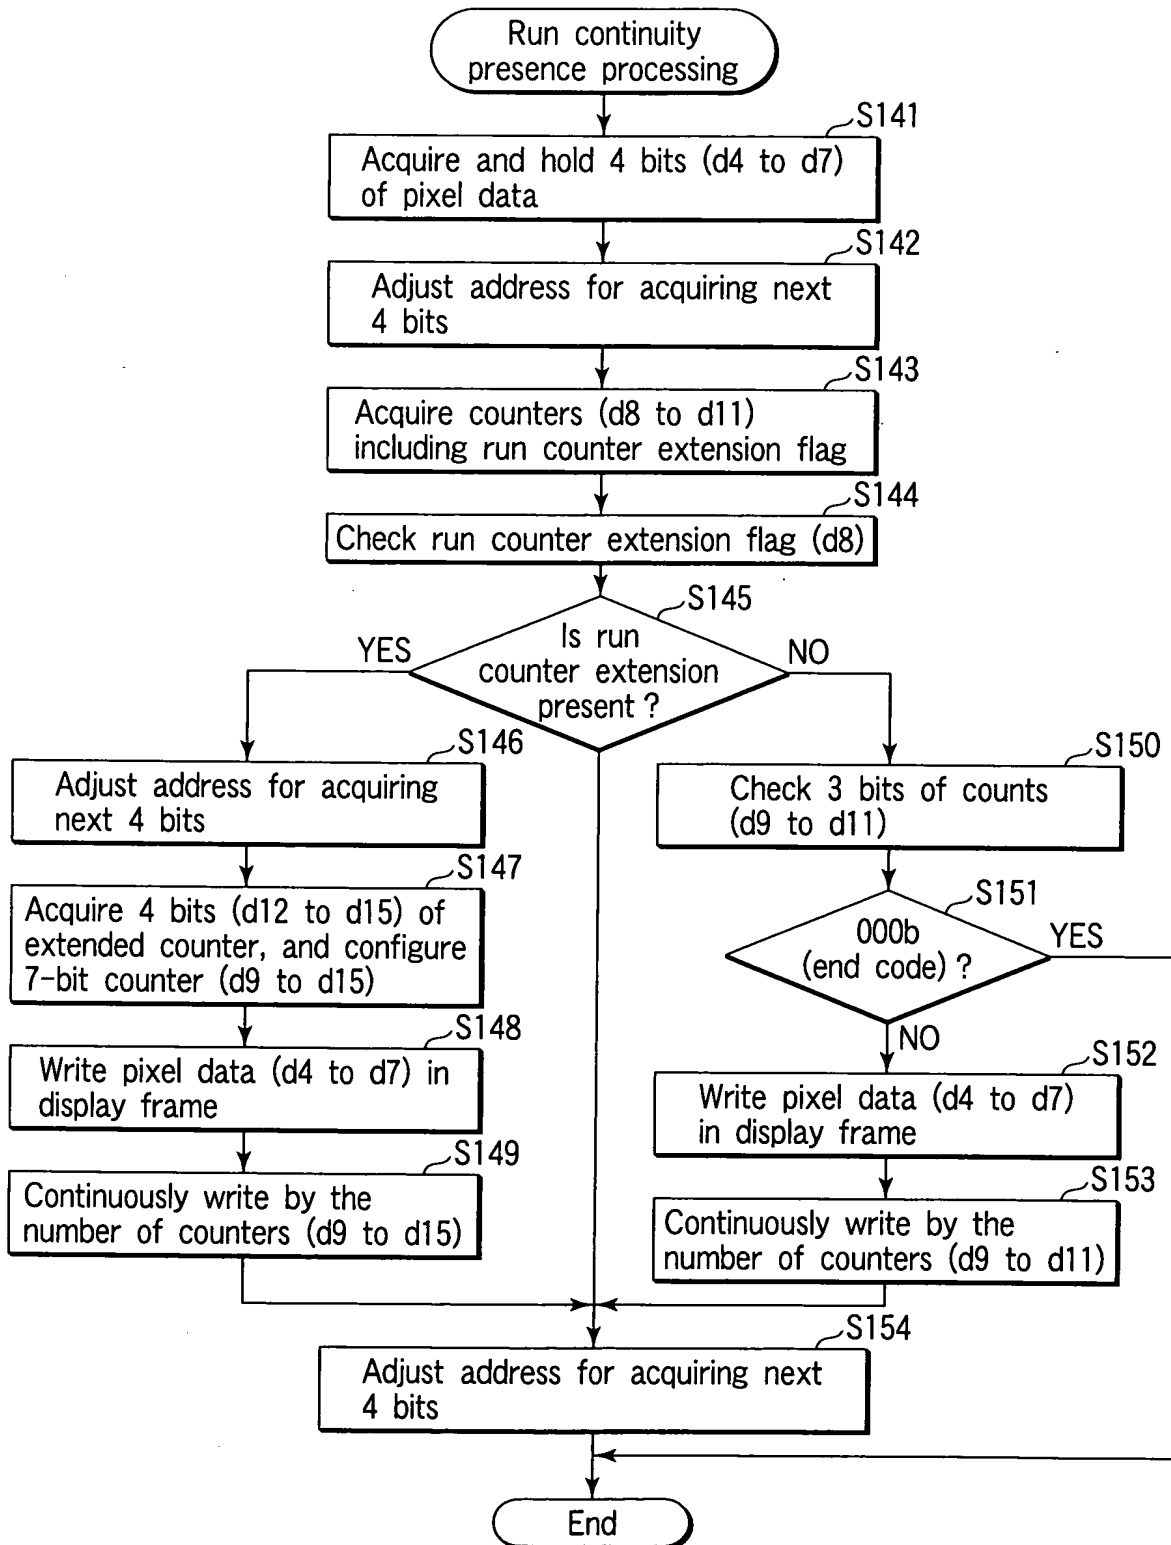 Run continuity
presence processing
S141
Acquire and hold 4 bits (d4 to d7)
of pixel data
S142
Adjust address for acquiring next
4 bits
S143
Acquire counters (d8 to d11)
including run counter extension flag
S144
Check run counter extension flag (d8)
S145
Is run
counter extension
present ?
YES
NO
S146
Adjust address for acquiring
next 4 bits
S147
Acquire 4 bits (d12 to d15) of
extended counter, and configure
7-bit counter (d9 to d15)
S148
Write pixel data (d4 to d7) in
display frame
S149
Continuously write by the
number of counters (d9 to d15)
S150
Check 3 bits of counts
(d9 to d11)
S151
000b
(end code) ?
YES
NO
S152
Write pixel data (d4 to d7)
in display frame
S153
Continuously write by the
number of counters (d9 to d11)
S154
Adjust address for acquiring next
4 bits
End